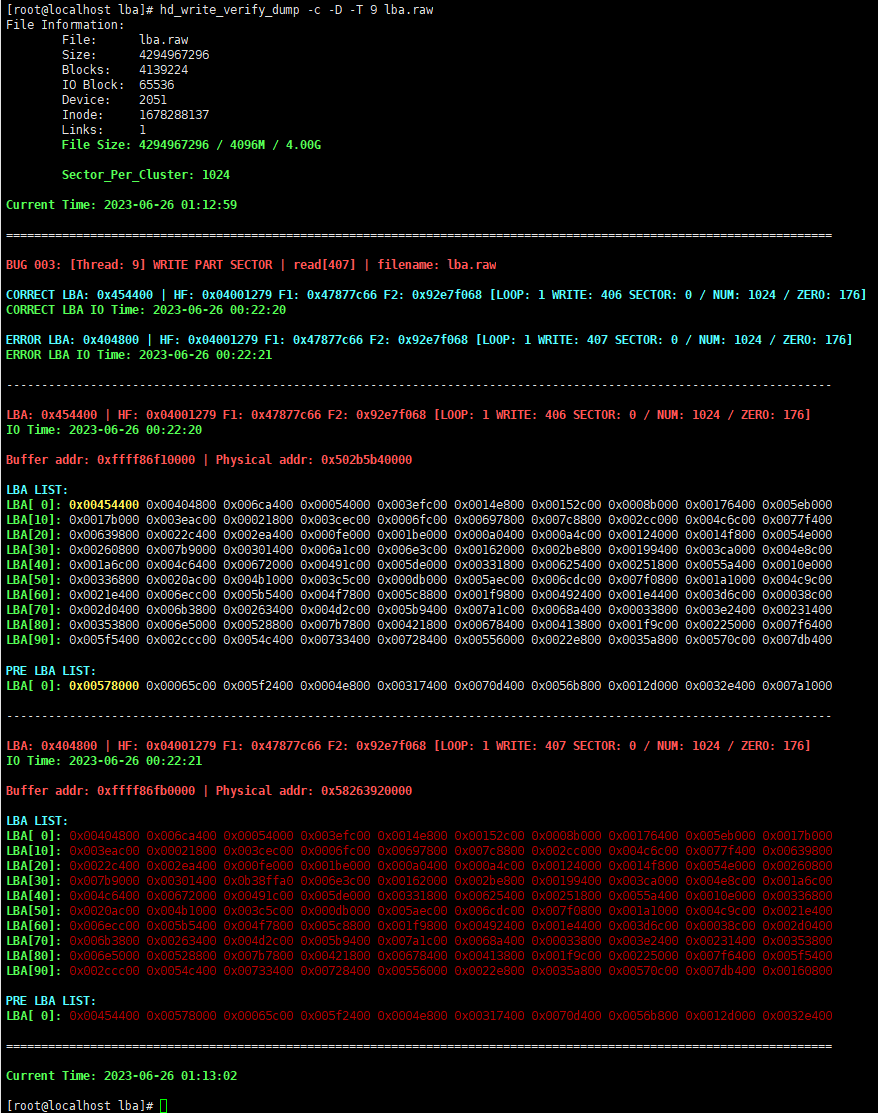 [root@localhost lba]# hd_write_verify_dump -c -D -T 9 lba.raw
File Information:
File: lba.raw
Size: 4294967296
Blocks: 4139224
IO Block: 65536
Device: 2051
Inode: 1678288137
Links: 1
File Size: 4294967296 / 4096M / 4.00G
Sector_Per_Cluster: 1024
Current Time: 2023-06-26 01:12:59
======================================================================================================================
BUG 003: [Thread: 9] WRITE PART SECTOR | read[407] | filename: lba.raw
CORRECT LBA: 0x454400 | HF: 0x04001279 F1: 0x47877c66 F2: 0x92e7f068 [LOOP: 1 WRITE: 406 SECTOR: 0 / NUM: 1024 / ZERO: 176]
CORRECT LBA IO Time: 2023-06-26 00:22:20
ERROR LBA: 0x404800 | HF: 0x04001279 F1: 0x47877c66 F2: 0x92e7f068 [LOOP: 1 WRITE: 407 SECTOR: 0 / NUM: 1024 / ZERO: 176]
ERROR LBA IO Time: 2023-06-26 00:22:21
----------------------------------------------------------------------------------------------------------------------
LBA: 0x454400 | HF: 0x04001279 F1: 0x47877c66 F2: 0x92e7f068 [LOOP: 1 WRITE: 406 SECTOR: 0 / NUM: 1024 / ZERO: 176]
IO Time: 2023-06-26 00:22:20
Buffer addr: 0xffff86f10000 | Physical addr: 0x502b5b40000
LBA LIST:
LBA[ 0]: 0x00454400 0x00404800 0x006ca400 0x00054000 0x003efc00 0x0014e800 0x00152c00 0x0008b000 0x00176400 0x005eb000
LBA[10]: 0x0017b000 0x003eac00 0x00021800 0x003cec00 0x0006fc00 0x00697800 0x007c8800 0x002cc000 0x004c6c00 0x0077f400
LBA[20]: 0x00639800 0x0022c400 0x002ea400 0x000fe000 0x001be000 0x000a0400 0x000a4c00 0x00124000 0x0014f800 0x0054e000
LBA[30]: 0x00260800 0x007b9000 0x00301400 0x006a1c00 0x006e3c00 0x00162000 0x002be800 0x00199400 0x003ca000 0x004e8c00
LBA[40]: 0x001a6c00 0x004c6400 0x00672000 0x00491c00 0x005de000 0x00331800 0x00625400 0x00251800 0x0055a400 0x0010e000
LBA[50]: 0x00336800 0x0020ac00 0x004b1000 0x003c5c00 0x000db000 0x005aec00 0x006cdc00 0x007f0800 0x001a1000 0x004c9c00
LBA[60]: 0x0021e400 0x006ecc00 0x005b5400 0x004f7800 0x005c8800 0x001f9800 0x00492400 0x001e4400 0x003d6c00 0x00038c00
LBA[70]: 0x002d0400 0x006b3800 0x00263400 0x004d2c00 0x005b9400 0x007a1c00 0x0068a400 0x00033800 0x003e2400 0x00231400
LBA[80]: 0x00353800 0x006e5000 0x00528800 0x007b7800 0x00421800 0x00678400 0x00413800 0x001f9c00 0x00225000 0x007f6400
LBA[90]: 0x005f5400 0x002ccc00 0x0054c400 0x00733400 0x00728400 0x00556000 0x0022e800 0x0035a800 0x00570c00 0x007db400
PRE LBA LIST:
LBA[ 0]: 0x00578000 0x00065c00 0x005f2400 0x0004e800 0x00317400 0x0070d400 0x0056b800 0x0012d000 0x0032e400 0x007a1000
----------------------------------------------------------------------------------------------------------------------
LBA: 0x404800 | HF: 0x04001279 F1: 0x47877c66 F2: 0x92e7f068 [LOOP: 1 WRITE: 407 SECTOR: 0 / NUM: 1024 / ZERO: 176]
IO Time: 2023-06-26 00:22:21
Buffer addr: 0xffff86fb0000 | Physical addr: 0x58263920000
LBA LIST:
LBA[ 0]: 0x00404800 0x006ca400 0x00054000 0x003efc00 0x0014e800 0x00152c00 0x0008b000 0x00176400 0x005eb000 0x0017b000
LBA[10]: 0x003eac00 0x00021800 0x003cec00 0x0006fc00 0x00697800 0x007c8800 0x002cc000 0x004c6c00 0x0077f400 0x00639800
LBA[20]: 0x0022c400 0x002ea400 0x000fe000 0x001be000 0x000a0400 0x000a4c00 0x00124000 0x0014f800 0x0054e000 0x00260800
LBA[30]: 0x007b9000 0x00301400 0x0b38ffa0 0x006e3c00 0x00162000 0x002be800 0x00199400 0x003ca000 0x004e8c00 0x001a6c00
LBA[40]: 0x004c6400 0x00672000 0x00491c00 0x005de000 0x00331800 0x00625400 0x00251800 0x0055a400 0x0010e000 0x00336800
LBA[50]: 0x0020ac00 0x004b1000 0x003c5c00 0x000db000 0x005aec00 0x006cdc00 0x007f0800 0x001a1000 0x004c9c00 0x0021e400
LBA[60]: 0x006ecc00 0x005b5400 0x004f7800 0x005c8800 0x001f9800 0x00492400 0x001e4400 0x003d6c00 0x00038c00 0x002d0400
LBA[70]: 0x006b3800 0x00263400 0x004d2c00 0x005b9400 0x007a1c00 0x0068a400 0x00033800 0x003e2400 0x00231400 0x00353800
LBA[80]: 0x006e5000 0x00528800 0x007b7800 0x00421800 0x00678400 0x00413800 0x001f9c00 0x00225000 0x007f6400 0x005f5400
LBA[90]: 0x002ccc00 0x0054c400 0x90733400 0x00728400 0x00556000 0x0022e800 0x0035a800 0x00570c00 0x007db400 0x00160800
PRE LBA LIST:
LBA[ 0]: 0x00454400 0x00578000 0x00065c00 0x005f2400 0x0004e800 0x00317400 0x0070d400 0x0056b800 0x0012d000 0x0032e400
======================================================================================================================
Current Time: 2023-06-26 01:13:02
[root@localhost lba]#